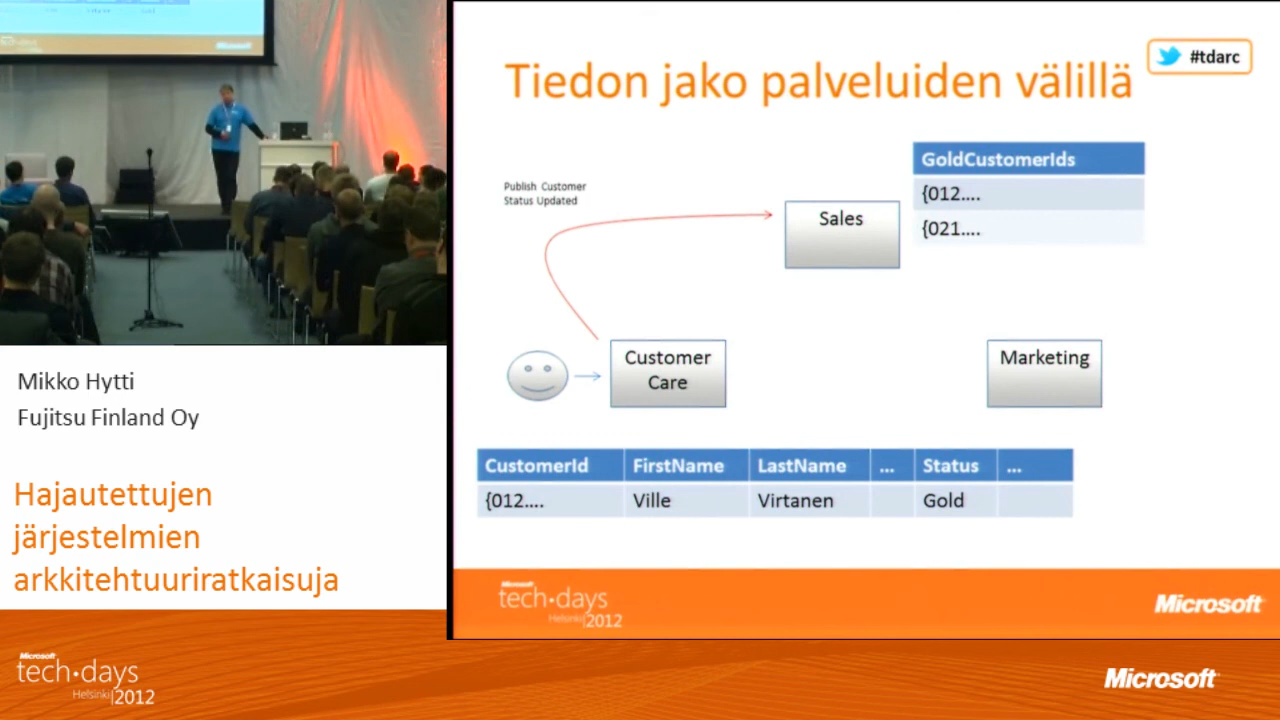 Tiedon jako palveluiden välillä
#tdarc
GoldCustomerIds
{012....
{021....
Publish Customer
Status Updated
Sales
Customer
Care
Marketing
CustomerId FirstName LastName ... Status ...
{012.... Ville Virtanen Gold
Microsoft
tech•days
Helsinki|2012
Microsoft
Mikko Hytti
Fujitsu Finland Oy
Hajautettujen
järjestelmien
arkkitehtuuriratkaisuja
Microsoft
tech•days
Helsinki|2012
Microsoft